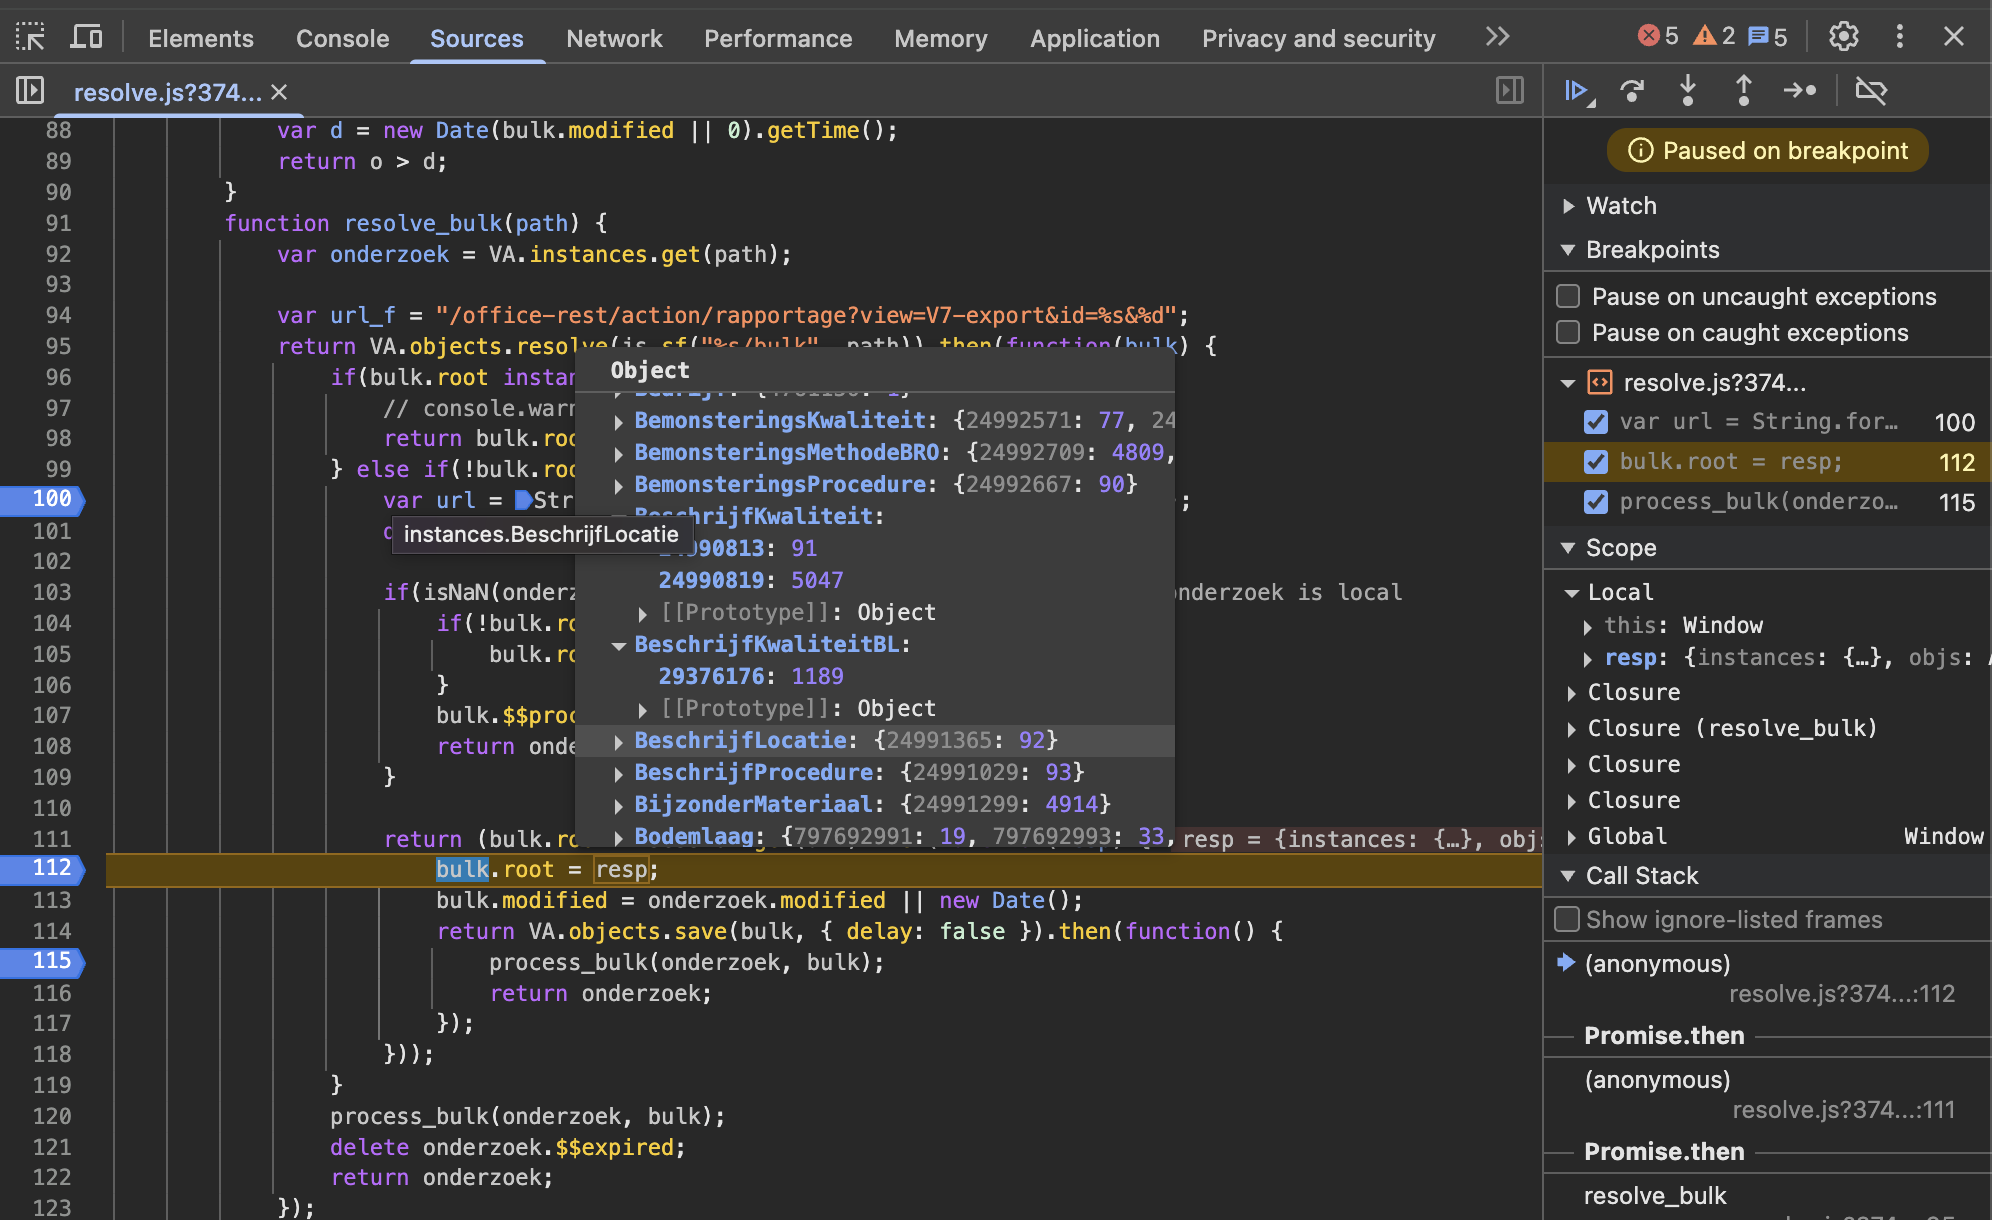 Elements Console Sources Network Performance Memory Application Privacy and security 5 2 5
resolve.js?374...
88 var d = new Date(bulk.modified || 0).getTime();
89 return o > d;
90 }
91 function resolve_bulk(path) {
92 var onderzoek = VA.instances.get(path);
93
94 var url_f = "/office-rest/action/rapportage?view=V7-export&id=%s&%d";
95 return VA.objects.resolve(js.sf("%s/bulk", path)).then(function(bulk) {
96 if(bulk.root instan
97 // console.warn
98 return bulk.roo
99 } else if(!bulk.roo
100 var url = Str ;
101
102
103 if(isNaN(onderz onderzoek is local
104 if(!bulk.ro
105 bulk.ro
106 }
107 bulk.$$proc
108 return onde
109 }
110
111 return (bulk.ro resp = {instances: {…}, obj
112 bulk.root = resp;
113 bulk.modified = onderzoek.modified || new Date();
114 return VA.objects.save(bulk, { delay: false }).then(function() {
115 process_bulk(onderzoek, bulk);
116 return onderzoek;
117 });
118 }));
119 }
120 process_bulk(onderzoek, bulk);
121 delete onderzoek.$$expired;
122 return onderzoek;
123 });
Object
BemonsteringsKwaliteit: {24992571: 77, 24
BemonsteringsMethodeBRO: {24992709: 4809,
BemonsteringsProcedure: {24992667: 90}
BeschrijfKwaliteit:
24990813: 91
24990819: 5047
[[Prototype]]: Object
BeschrijfKwaliteitBL:
29376176: 1189
[[Prototype]]: Object
BeschrijfLocatie: {24991365: 92}
BeschrijfProcedure: {24991029: 93}
BijzonderMateriaal: {24991299: 4914}
Bodemlaag: {797692991: 19, 797692993: 33,
instances.BeschrijfLocatie
Paused on breakpoint
Watch
Breakpoints
Pause on uncaught exceptions
Pause on caught exceptions
resolve.js?374...
var url = String.for… 100
bulk.root = resp; 112
process_bulk(onderzo… 115
Scope
Local
this: Window
resp: {instances: {…}, objs:
Closure
Closure (resolve_bulk)
Closure
Closure
Global Window
Call Stack
Show ignore-listed frames
(anonymous)
resolve.js?374...:112
Promise.then
(anonymous)
resolve.js?374...:111
Promise.then
resolve_bulk